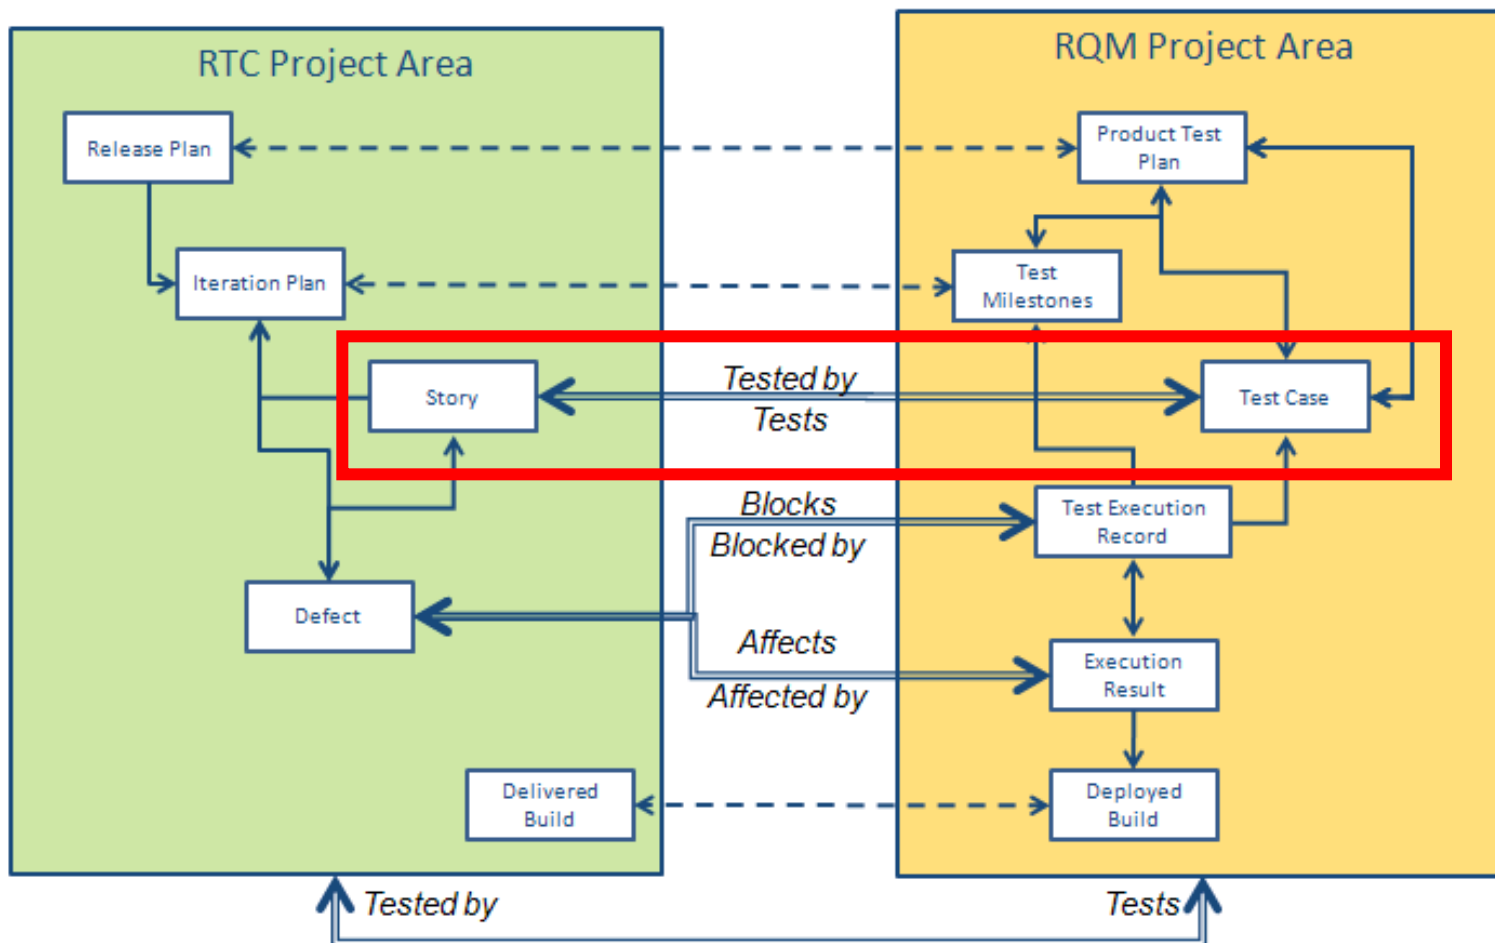 RTC Project Area
RQM Project Area
Release Plan
Product Test
Plan
Iteration Plan
Test
Milestones
Story
Tested by
Tests
Test Case
Blocks
Blocked by
Test Execution
Record
Defect
Affects
Affected by
Execution
Result
Delivered
Build
Deployed
Build
Tested by
Tests